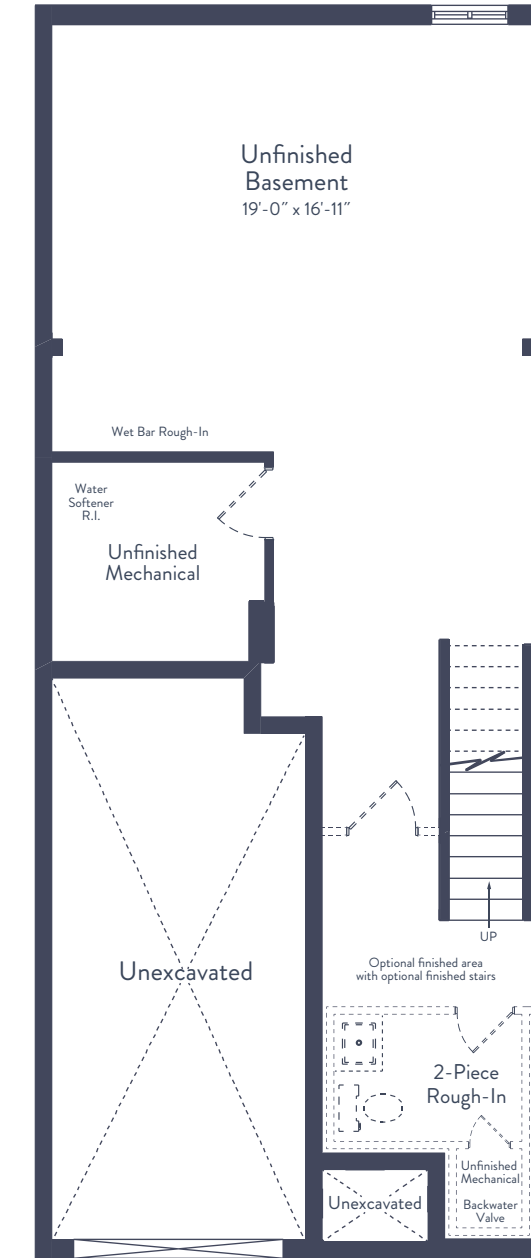 Unfinished
Basement
19'-0" x 16'-11"
Wet Bar Rough-In
Water
Softener
R.I.
Unfinished
Mechanical
UP
Optional finished area
with optional finished stairs
Unexcavated
2-Piece
Rough-In
Unfinished
Mechanical
Unexcavated
Backwater
Valve